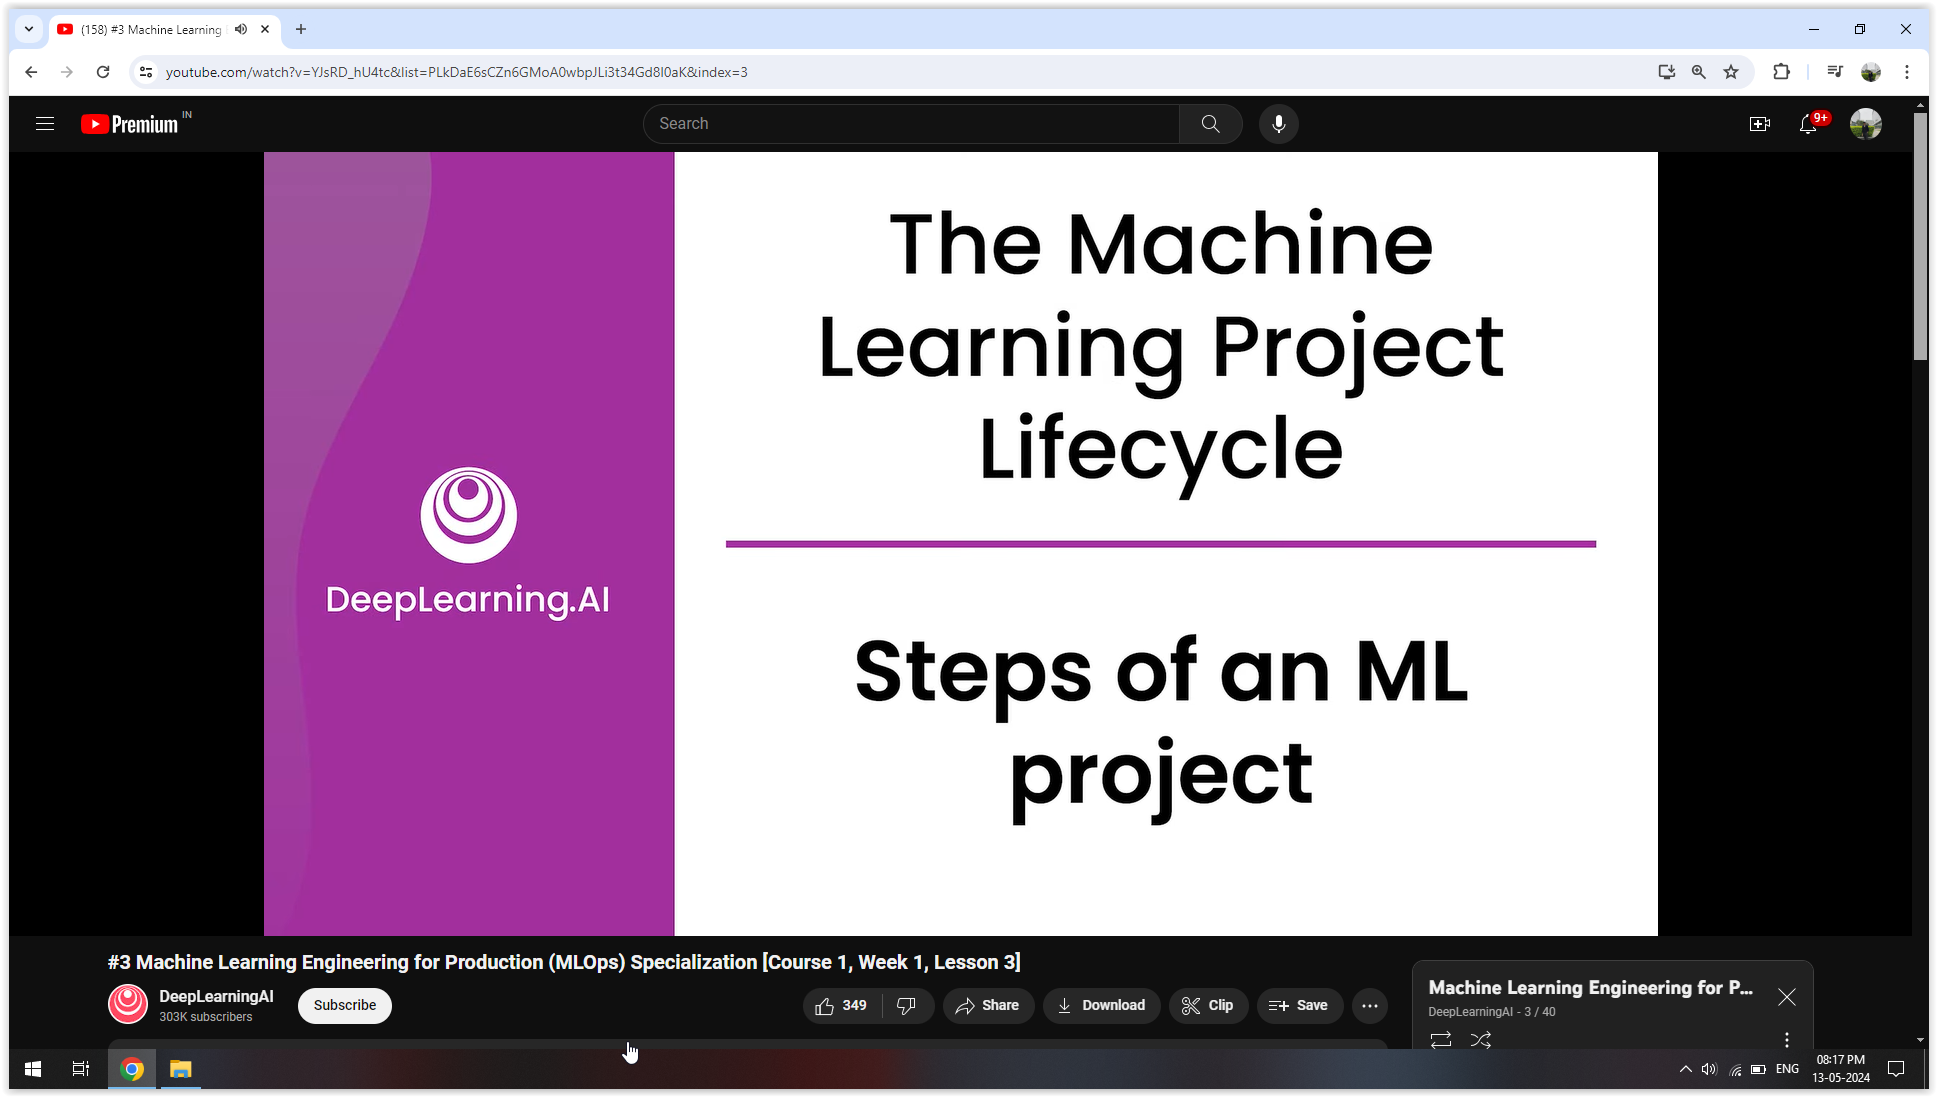 (158) #3 Machine Learning
youtube.com/watch?v=YJsRD_hU4tc&list=PLkDaE6sCZn6GMoA0wbpJLi3t34Gd8l0aK&index=3
Premium IN
Search
9+
The Machine
Learning Project
Lifecycle
DeepLearning.AI
Steps of an ML
project
#3 Machine Learning Engineering for Production (MLOps) Specialization [Course 1, Week 1, Lesson 3]
DeepLearningAI
303K subscribers
Subscribe
349
Share
Download
Clip
Save
Machine Learning Engineering for P...
DeepLearningAI - 3 / 40
ENG
08:17 PM
13-05-2024